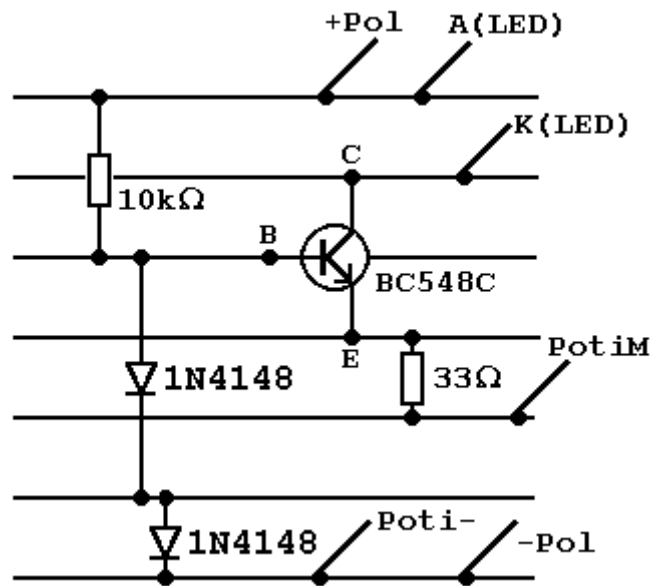 +Pol
A(LED)
K(LED)
C
10kΩ
B
BC548C
E
PotiM
1N4148
33Ω
Poti-
-Pol
1N4148